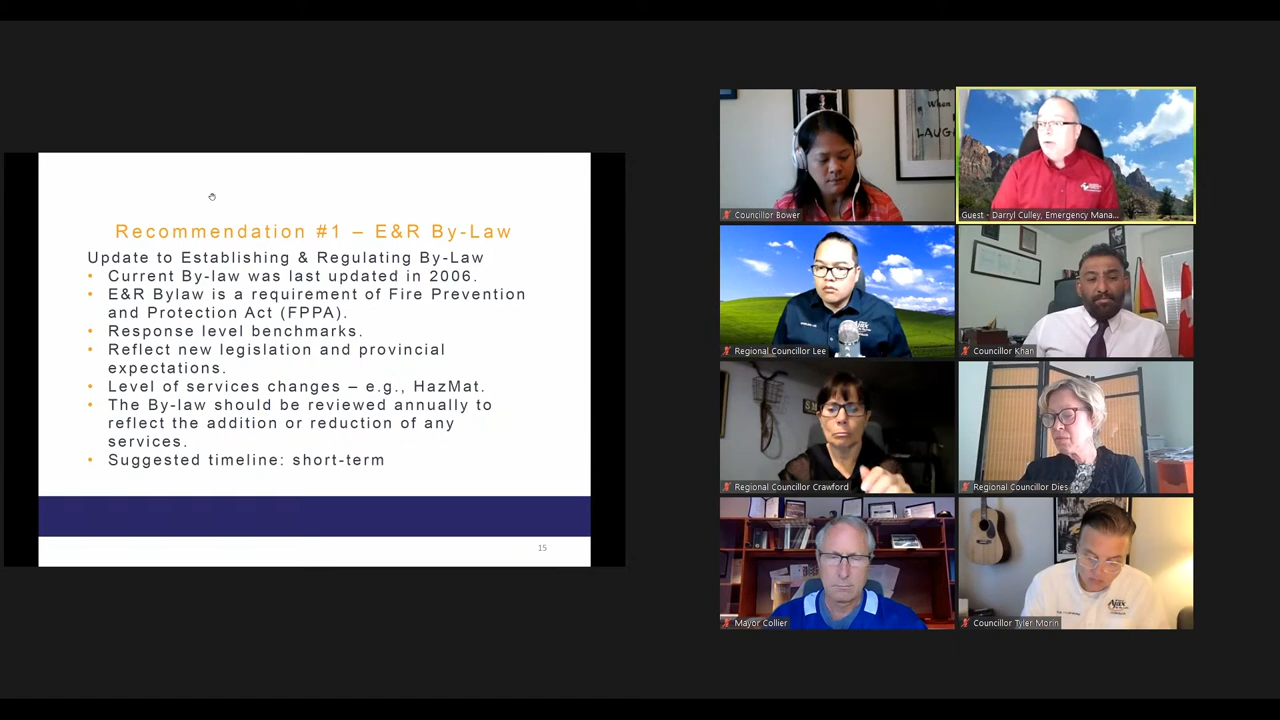 Recommendation #1 – E&R By-Law
Update to Establishing & Regulating By-Law
• Current By-law was last updated in 2006.
• E&R Bylaw is a requirement of Fire Prevention
and Protection Act (FPPA).
• Response level benchmarks.
• Reflect new legislation and provincial
expectations.
• Level of services changes – e.g., HazMat.
• The By-law should be reviewed annually to
reflect the addition or reduction of any
services.
• Suggested timeline: short-term
15
When
LAUGH
Councillor Bower
Guest - Darryl Culley, Emergency Mana...
Regional Councillor Lee
Councillor Khan
Regional Councillor Crawford
Regional Councillor Dies
Mayor Collier
Ajax
Councillor Tyler Morin